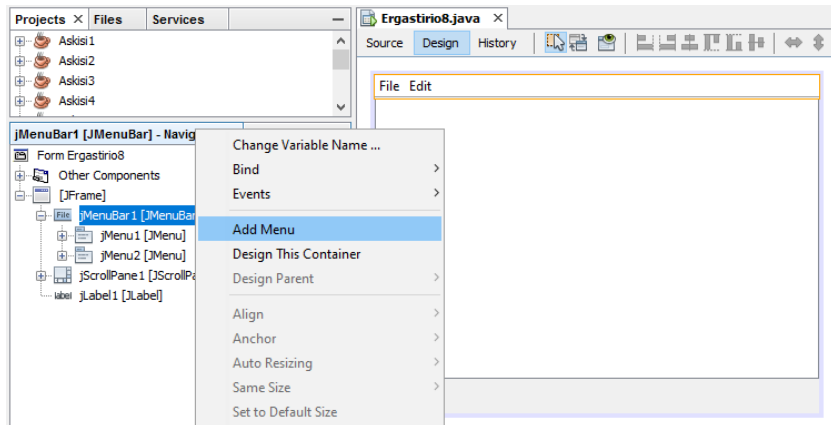 Projects × Files Services
Askisi1
Askisi2
Askisi3
Askisi4
jMenuBar1 [JMenuBar] - Navig
Form Ergastirio8
Other Components
[JFrame]
File jMenuBar1 [JMenuBar
jMenu1 [JMenu]
jMenu2 [JMenu]
jScrollPane1 [JScrollPa
label jLabel1 [JLabel]
Change Variable Name ...
Bind
Events
Add Menu
Design This Container
Design Parent
Align
Anchor
Auto Resizing
Same Size
Set to Default Size
Ergastirio8.java ×
Source Design History
File Edit